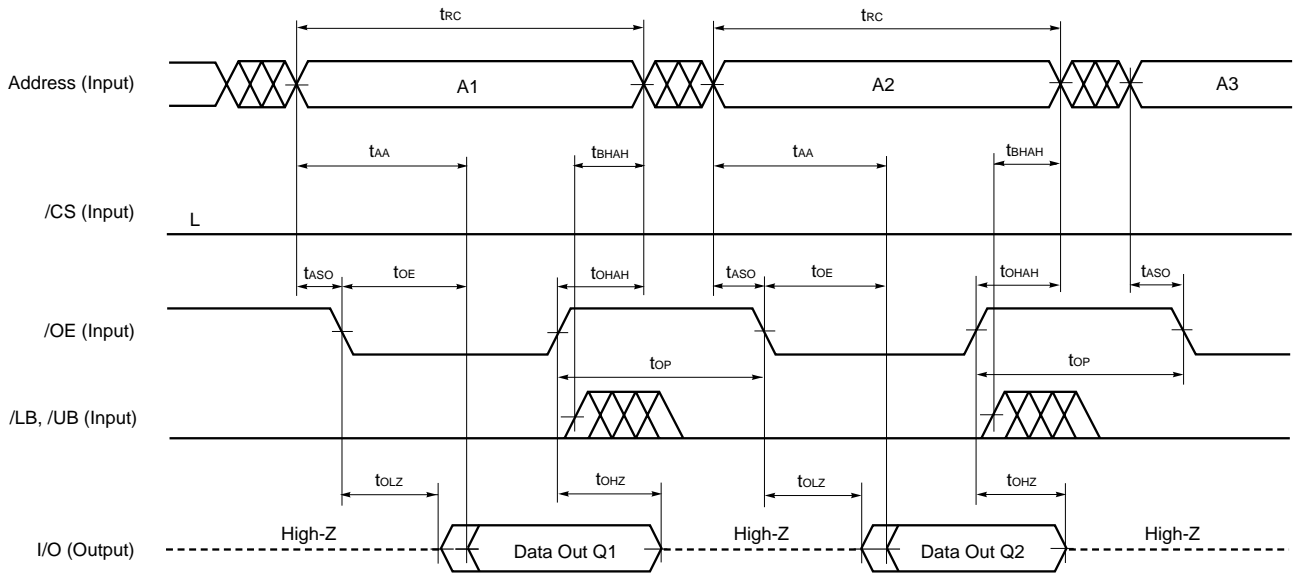 tRC tRC
Address (Input) A1 A2 A3
tAA tBHAH tAA tBHAH
/CS (Input) L
tASO tOE tOHAH tASO tOE tOHAH tASO
/OE (Input)
tOP tOP
/LB, /UB (Input)
tOLZ tOHZ tOLZ tOHZ
I/O (Output) High-Z Data Out Q1 High-Z Data Out Q2 High-Z